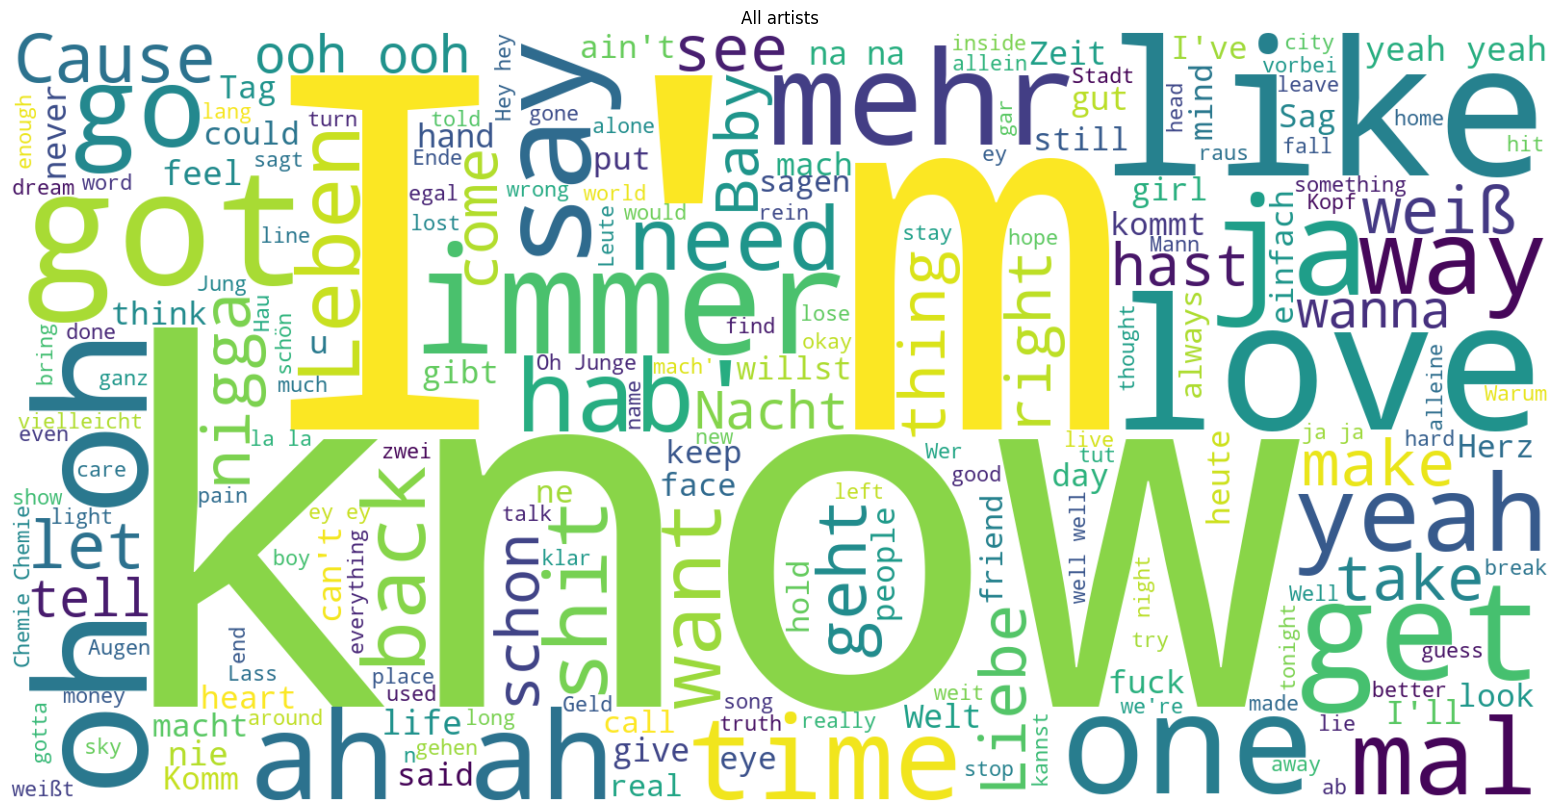 All artists
Cause
ooh ooh
Hey hey
ain't
see
na na
inside
allein
Zeit
I've
city
vorbei
yeah yeah
enough
never
go
Tag
lang
could
feel
sagt
turn
I'm
told
hand
Ende
say
gone
alone
put
Baby
mehr
mach
gar
ey
gut
Stadt
still
head
mind
like
leave
Sag
fall
raus
home
hit
dream
word
got
line
Leben
egal
lost
come
wrong
world
would
Leute
need
sagen
rein
stay
hope
girl
kommt
Mann
hast
something
Kopf
weiß
einfach
ja
way
wanna
Jung
think
done
bring
ganz
nigga
Hau
schön
u
much
immer
gibt
find
lose
okay
Oh Junge
name
mach'
willst
hab'
Nacht
thing
right
thought
always
love
alleine
Warum
vielleicht
even
oh oh
care
la la
know
zwei
pain
keep
face
new
Wer
good
left
live
tut
day
heute
ja ja
make
hard
Herz
show
light
Chemie Chemie
let
tell
boy
ey ey
can't
everything
back
schon
talk
klar
ne
shit
want
hold
geht
people
friend
well well
night
try
yeah
take
break
Well
get
guess
tonight
Augen
money
end
Lass
heart
place
used
Geld
song
truth
really
weit
Liebe
fuck
we're
made
better
look
I'll
lie
gotta
sky
weißt
macht
around
nie
Komm
ah ah
life
long
n
gehen
said
call
give
real
eye
time
Welt
stop
kannst
one
away
ab
mal